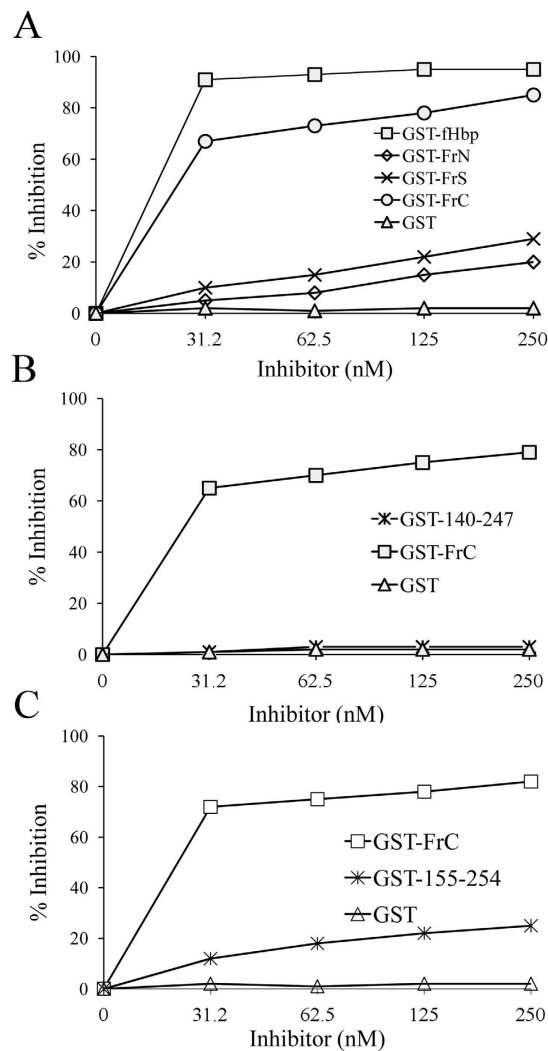 A
100
80
60
40
20
0
% Inhibition
GST-fHbp
GST-FrN
GST-FrS
GST-FrC
GST
0 31.2 62.5 125 250
Inhibitor (nM)
B
100
80
60
40
20
0
% Inhibition
GST-140-247
GST-FrC
GST
0 31.2 62.5 125 250
Inhibitor (nM)
C
100
80
60
40
20
0
% Inhibition
GST-FrC
GST-155-254
GST
0 31.2 62.5 125 250
Inhibitor (nM)